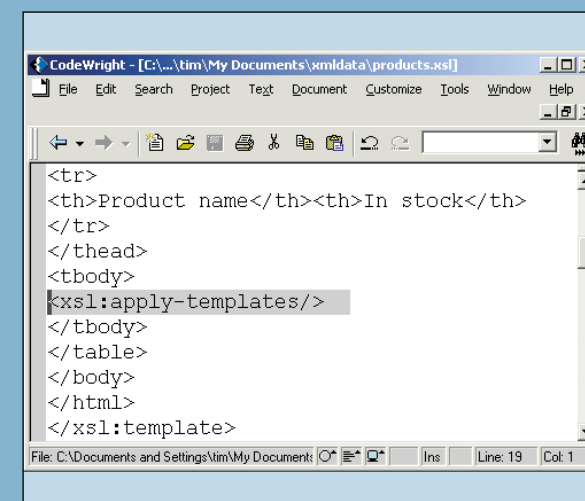 CodeWright - [C:\...\tim\My Documents\xmldata\products.xsl]
File Edit Search Project Text Document Customize Tools Window Help
<tr>
<th>Product name</th><th>In stock</th>
</tr>
</thead>
<tbody>
<xsl:apply-templates/>
</tbody>
</table>
</body>
</html>
</xsl:template>
File: C:\Documents and Settings\tim\My Documents Ins Line: 19 Col: 1